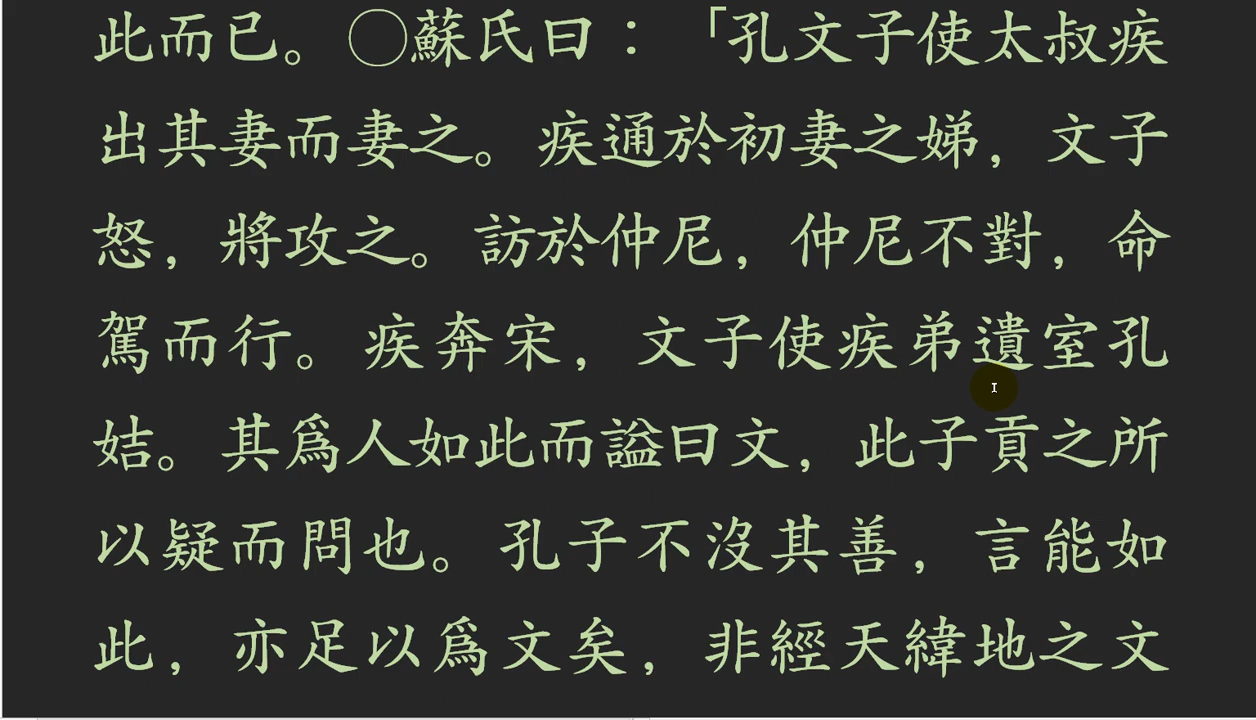 此而已。◯蘇氏曰：「孔文子使太叔疾
出其妻而妻之。疾通於初妻之娣，文子
怒，將攻之。訪於仲尼，仲尼不對，命
駕而行。疾奔宋，文子使疾弟遺室孔
姞。其爲人如此而謚曰文，此子貢之所
以疑而問也。孔子不沒其善，言能如
此，亦足以爲文矣，非經天緯地之文